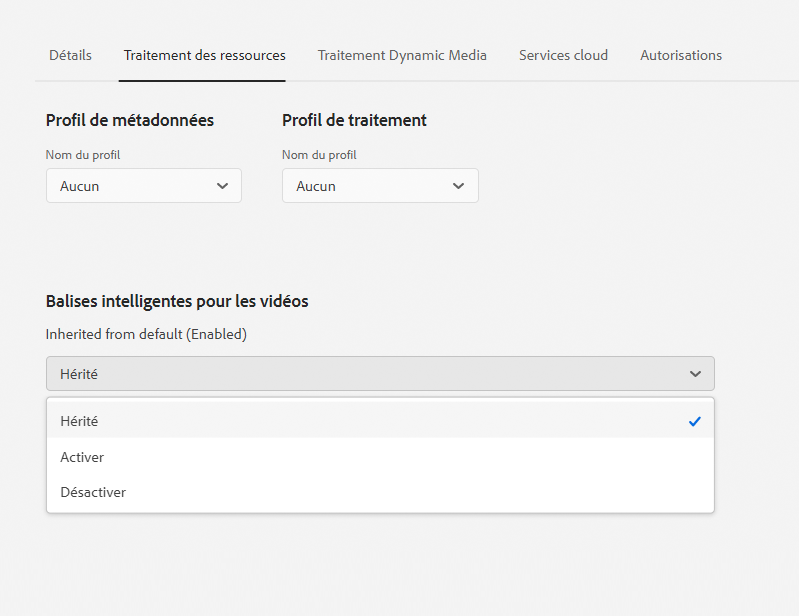 Détails Traitement des ressources Traitement Dynamic Media Services cloud Autorisations
Profil de métadonnées Profil de traitement
Nom du profil Nom du profil
Aucun Aucun
Balises intelligentes pour les vidéos
Inherited from default (Enabled)
Hérité
Hérité
Activer
Désactiver